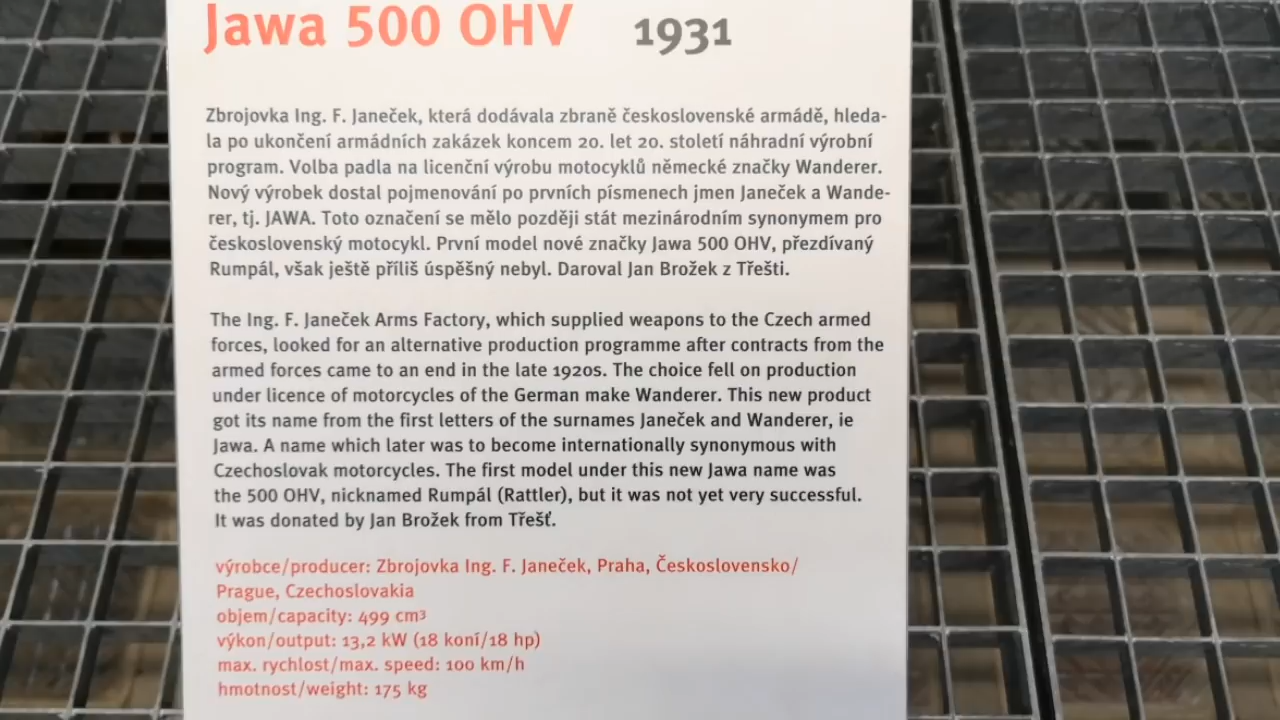 Jawa 500 OHV 1931
Zbrojovka Ing. F. Janeček, která dodávala zbraně československé armádě, hleda-
la po ukončení armádních zakázek koncem 20. let 20. století náhradní výrobní
program. Volba padla na licenční výrobu motocyklů německé značky Wanderer.
Nový výrobek dostal pojmenování po prvních písmenech jmen Janeček a Wande-
rer, tj. JAWA. Toto označení se mělo později stát mezinárodním synonymem pro
československý motocykl. První model nové značky Jawa 500 OHV, přezdívaný
Rumpál, však ještě příliš úspěšný nebyl. Daroval Jan Brožek z Třešti.
The Ing. F. Janeček Arms Factory, which supplied weapons to the Czech armed
forces, looked for an alternative production programme after contracts from the
armed forces came to an end in the late 1920s. The choice fell on production
under licence of motorcycles of the German make Wanderer. This new product
got its name from the first letters of the surnames Janeček and Wanderer, ie
Jawa. A name which later was to become internationally synonymous with
Czechoslovak motorcycles. The first model under this new Jawa name was
the 500 OHV, nicknamed Rumpál (Rattler), but it was not yet very successful.
It was donated by Jan Brožek from Třešť.
výrobce/producer: Zbrojovka Ing. F. Janeček, Praha, Československo/
Prague, Czechoslovakia
objem/capacity: 499 cm³
výkon/output: 13,2 kW (18 koní/18 hp)
max. rychlost/max. speed: 100 km/h
hmotnost/weight: 175 kg